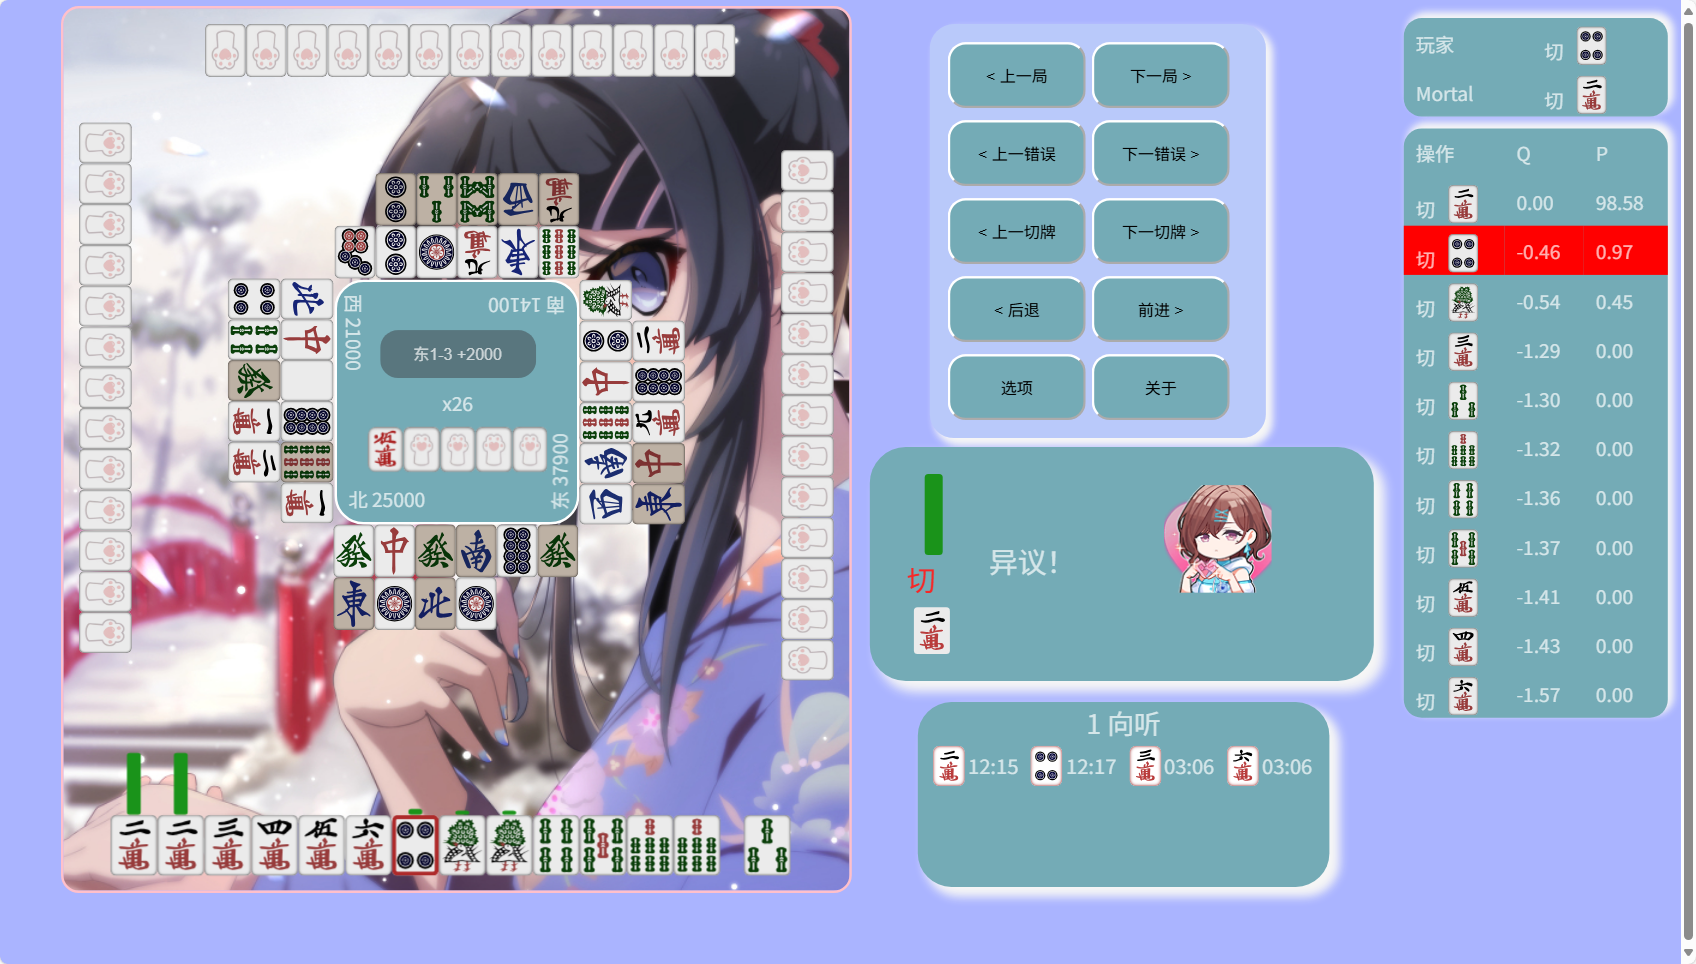 西 21000
南 14100
东1-3 +2000
x26
北 25000
东 37900
< 上一局
下一局 >
< 上一错误
下一错误 >
< 上一切牌
下一切牌 >
< 后退
前进 >
选项
关于
切
异议！
1 向听
12:15 12:17 03:06 03:06
玩家 切
Mortal 切
操作 Q P
切 0.00 98.58
切 -0.46 0.97
切 -0.54 0.45
切 -1.29 0.00
切 -1.30 0.00
切 -1.32 0.00
切 -1.36 0.00
切 -1.37 0.00
切 -1.41 0.00
切 -1.43 0.00
切 -1.57 0.00